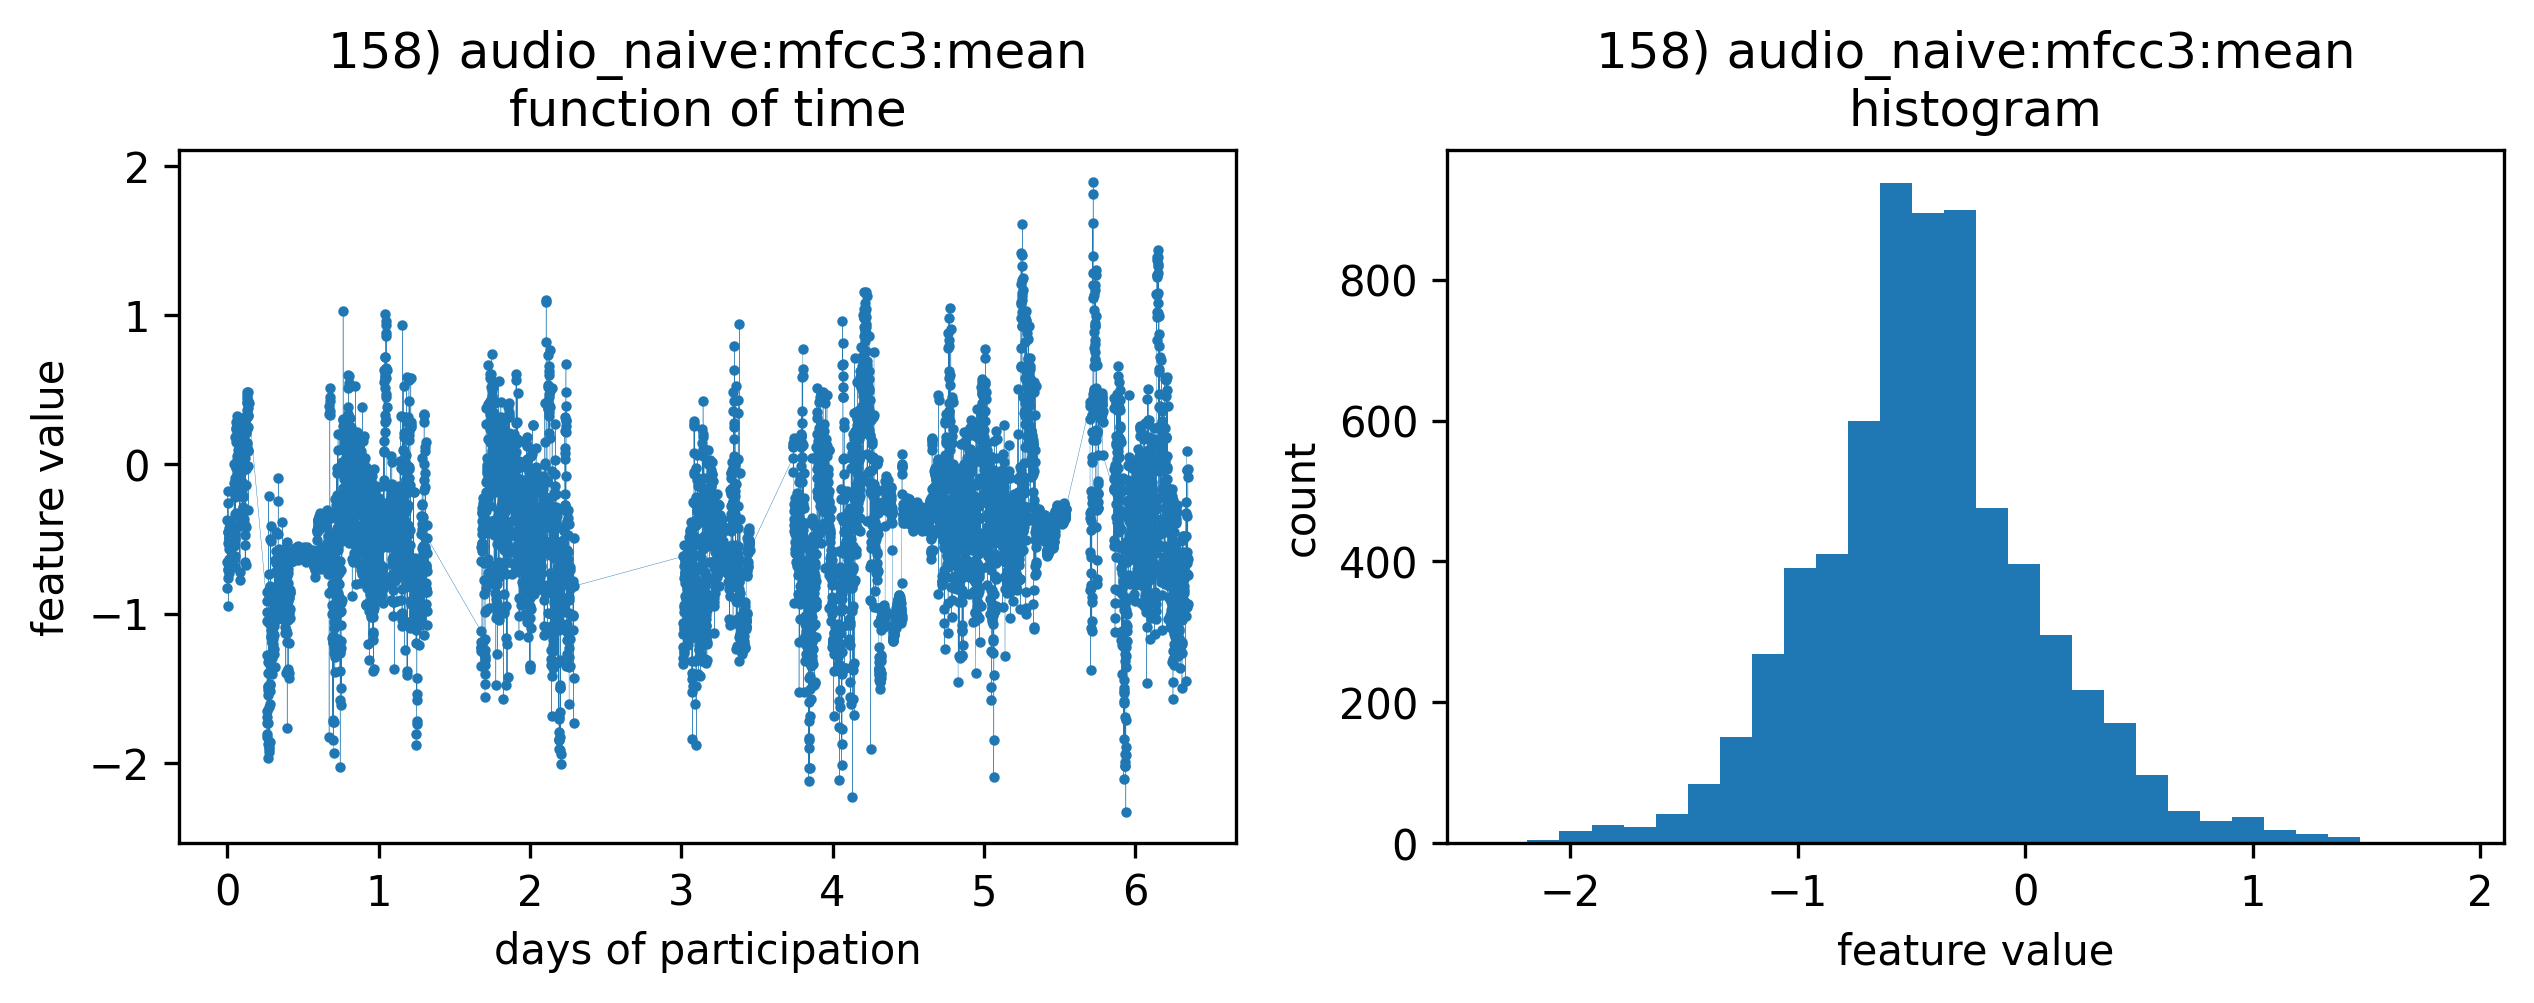 158) audio_naive:mfcc3:mean
function of time
2
1
0
−1
−2
feature value
0 1 2 3 4 5 6
days of participation
158) audio_naive:mfcc3:mean
histogram
800
600
400
200
0
count
−2 −1 0 1 2
feature value